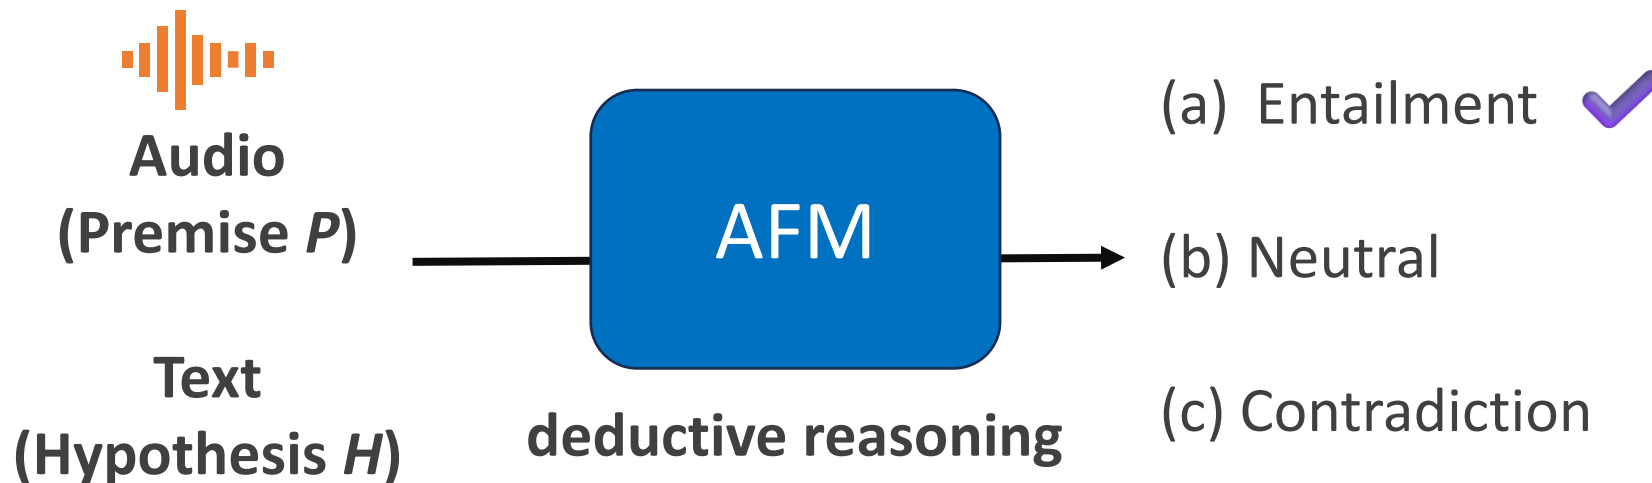 Audio
(Premise P)
Text
(Hypothesis H)
AFM
deductive reasoning
(a) Entailment
(b) Neutral
(c) Contradiction